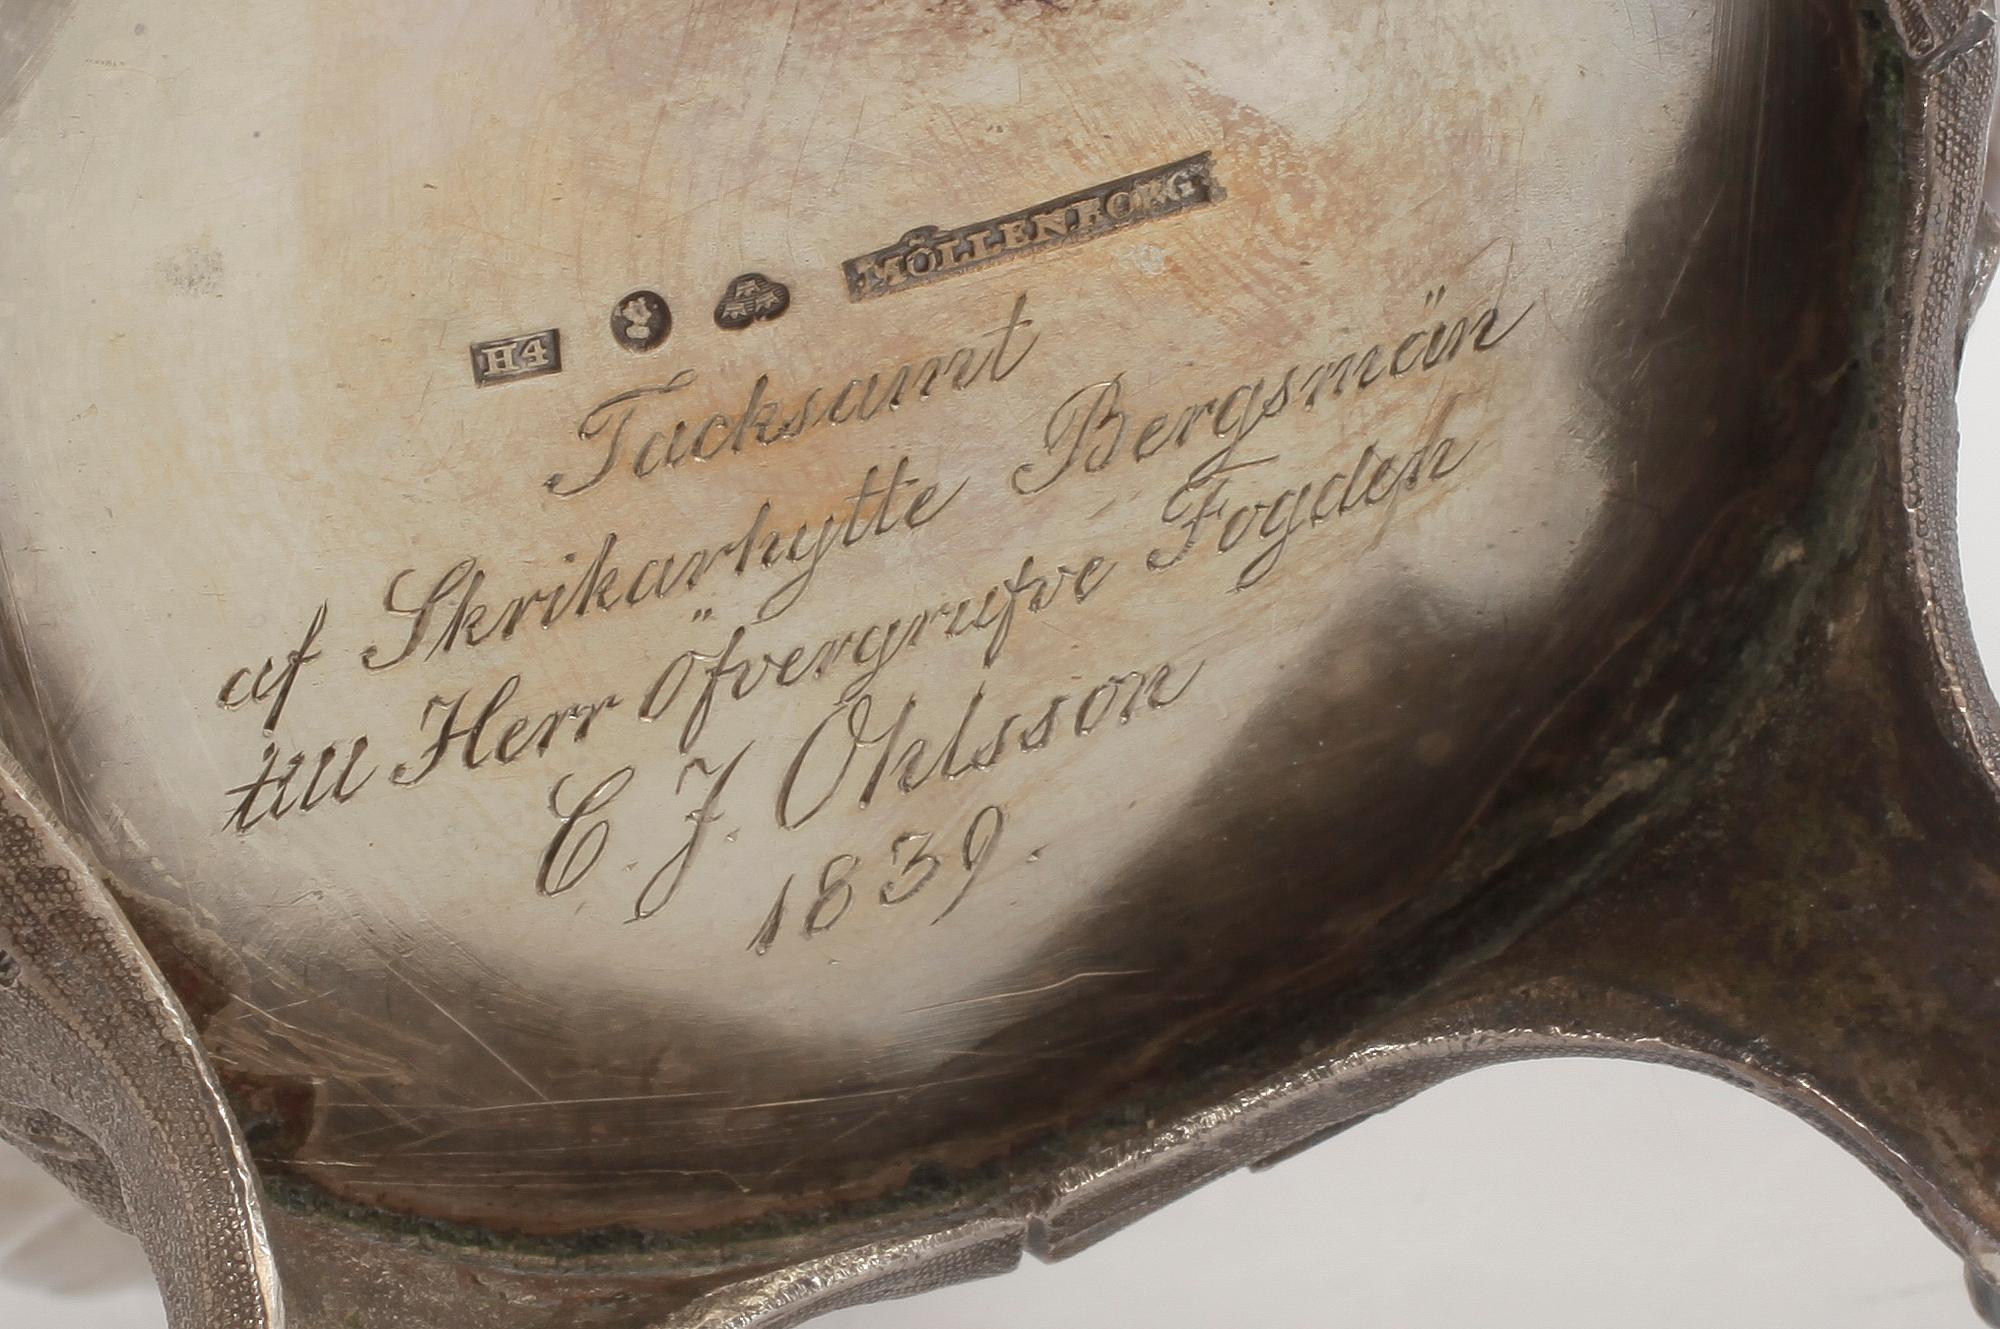 H4 MÖLLENBORG
Tacksamt
af Skrikarhytte Bergsmän
till Herr Öfvergrufve Fogden
C. J. Ohlsson
1839.